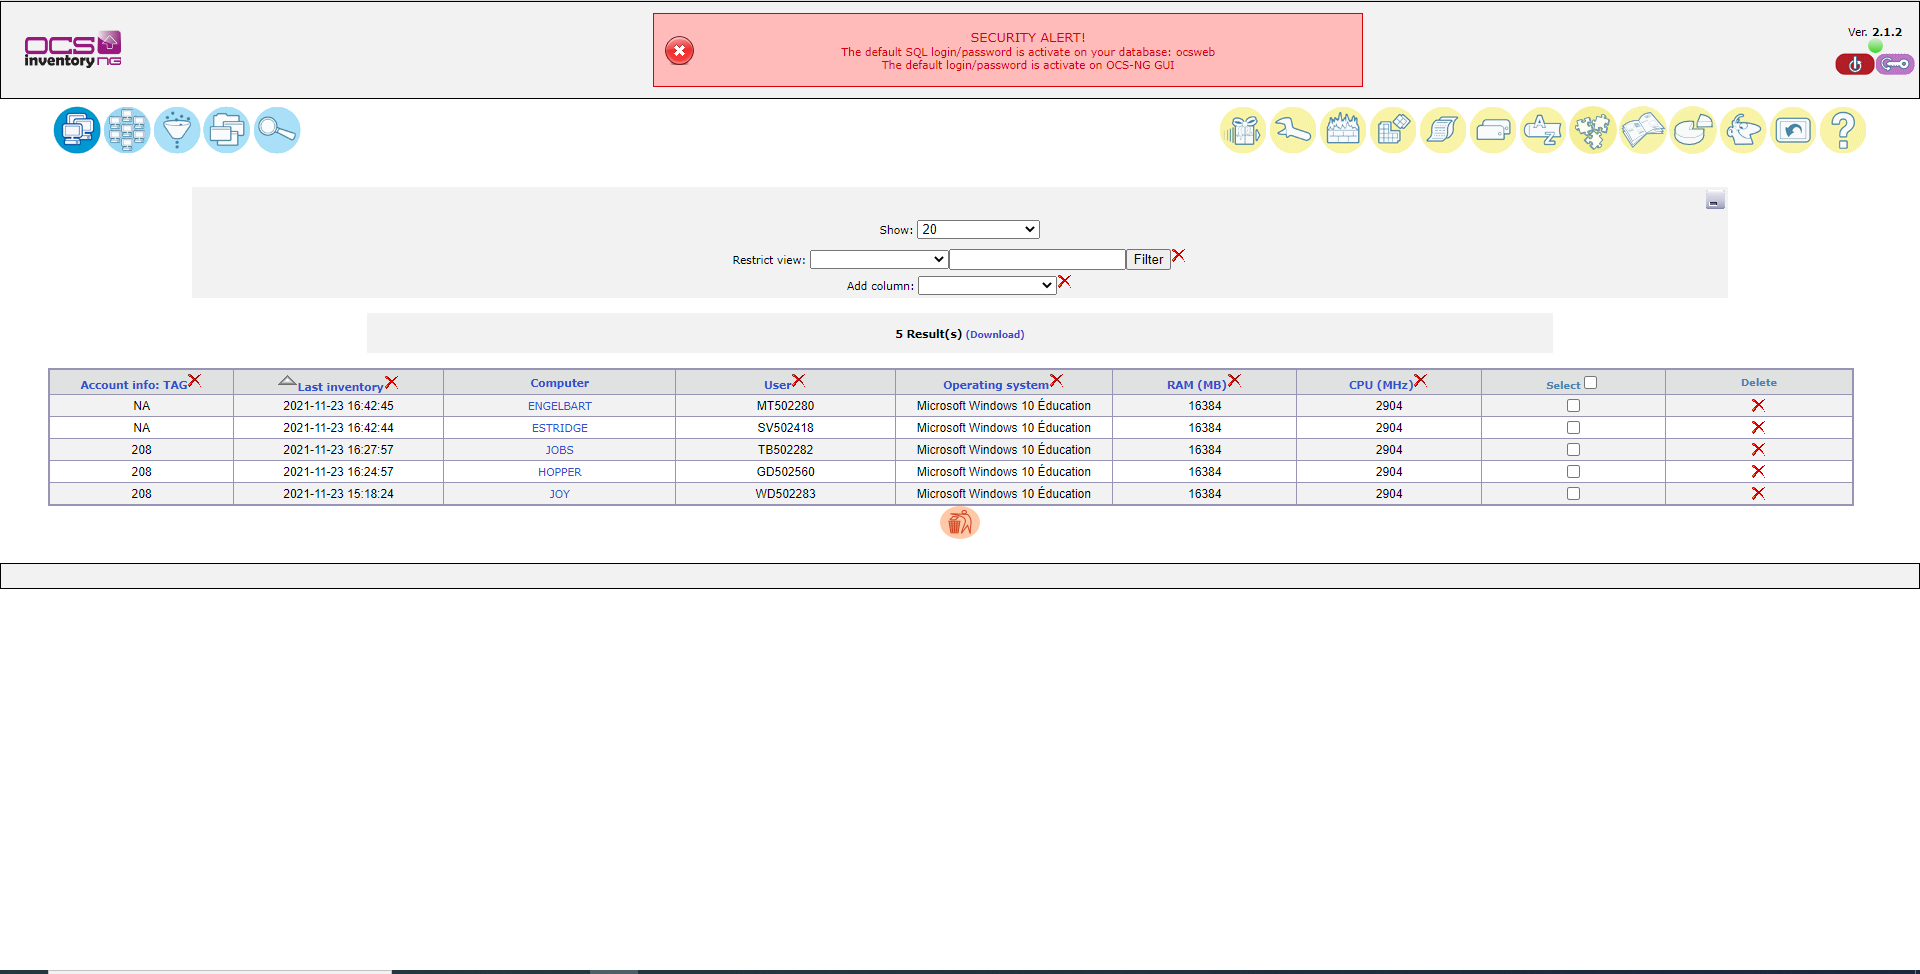 OCS
inventory NG
SECURITY ALERT!
The default SQL login/password is activate on your database: ocsweb
The default login/password is activate on OCS-NG GUI
Ver. 2.1.2
A
Z
?
Show: 20
Restrict view: Filter
Add column:
5 Result(s) (Download)
Account info: TAG Last inventory Computer User Operating system RAM (MB) CPU (MHz) Select Delete
NA 2021-11-23 16:42:45 ENGELBART MT502280 Microsoft Windows 10 Éducation 16384 2904
NA 2021-11-23 16:42:44 ESTRIDGE SV502418 Microsoft Windows 10 Éducation 16384 2904
208 2021-11-23 16:27:57 JOBS TB502282 Microsoft Windows 10 Éducation 16384 2904
208 2021-11-23 16:24:57 HOPPER GD502560 Microsoft Windows 10 Éducation 16384 2904
208 2021-11-23 15:18:24 JOY WD502283 Microsoft Windows 10 Éducation 16384 2904